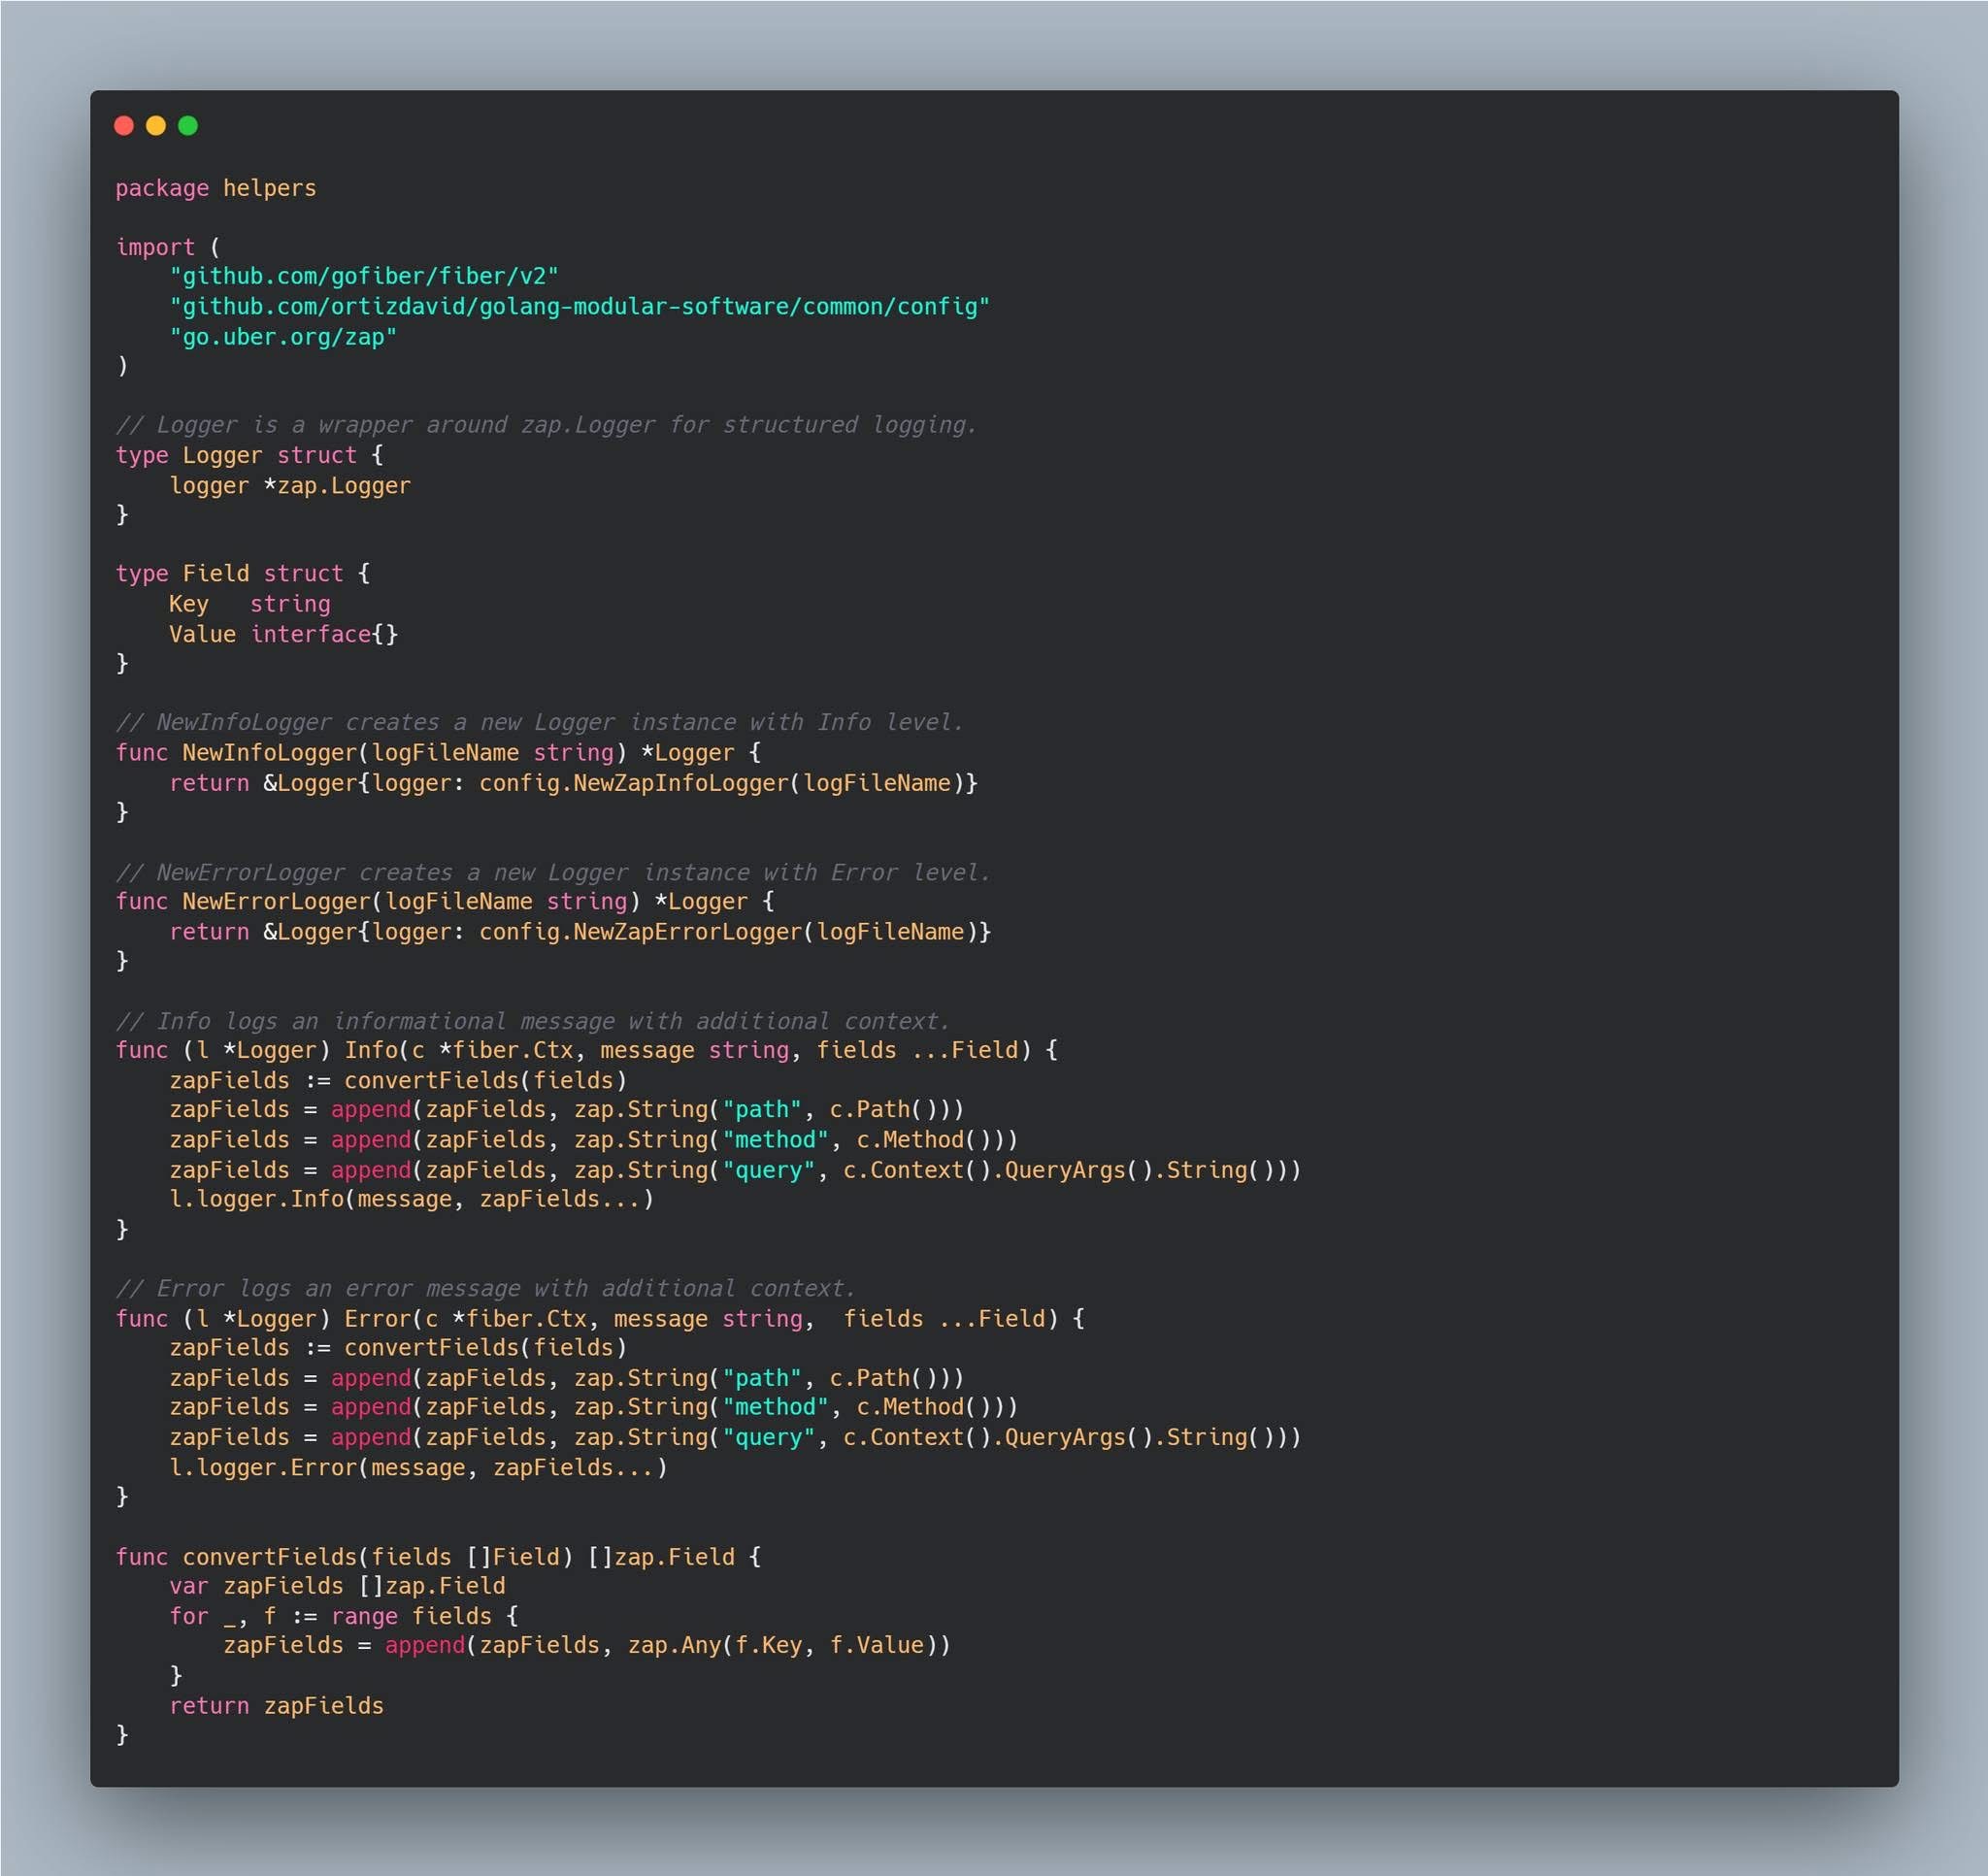 package helpers

import (
    "github.com/gofiber/fiber/v2"
    "github.com/ortizdavid/golang-modular-software/common/config"
    "go.uber.org/zap"
)

// Logger is a wrapper around zap.Logger for structured logging.
type Logger struct {
    logger *zap.Logger
}

type Field struct {
    Key   string
    Value interface{}
}

// NewInfoLogger creates a new Logger instance with Info level.
func NewInfoLogger(logFileName string) *Logger {
    return &Logger{logger: config.NewZapInfoLogger(logFileName)}
}

// NewErrorLogger creates a new Logger instance with Error level.
func NewErrorLogger(logFileName string) *Logger {
    return &Logger{logger: config.NewZapErrorLogger(logFileName)}
}

// Info logs an informational message with additional context.
func (l *Logger) Info(c *fiber.Ctx, message string, fields ...Field) {
    zapFields := convertFields(fields)
    zapFields = append(zapFields, zap.String("path", c.Path()))
    zapFields = append(zapFields, zap.String("method", c.Method()))
    zapFields = append(zapFields, zap.String("query", c.Context().QueryArgs().String()))
    l.logger.Info(message, zapFields...)
}

// Error logs an error message with additional context.
func (l *Logger) Error(c *fiber.Ctx, message string,  fields ...Field) {
    zapFields := convertFields(fields)
    zapFields = append(zapFields, zap.String("path", c.Path()))
    zapFields = append(zapFields, zap.String("method", c.Method()))
    zapFields = append(zapFields, zap.String("query", c.Context().QueryArgs().String()))
    l.logger.Error(message, zapFields...)
}

func convertFields(fields []Field) []zap.Field {
    var zapFields []zap.Field
    for _, f := range fields {
        zapFields = append(zapFields, zap.Any(f.Key, f.Value))
    }
    return zapFields
}